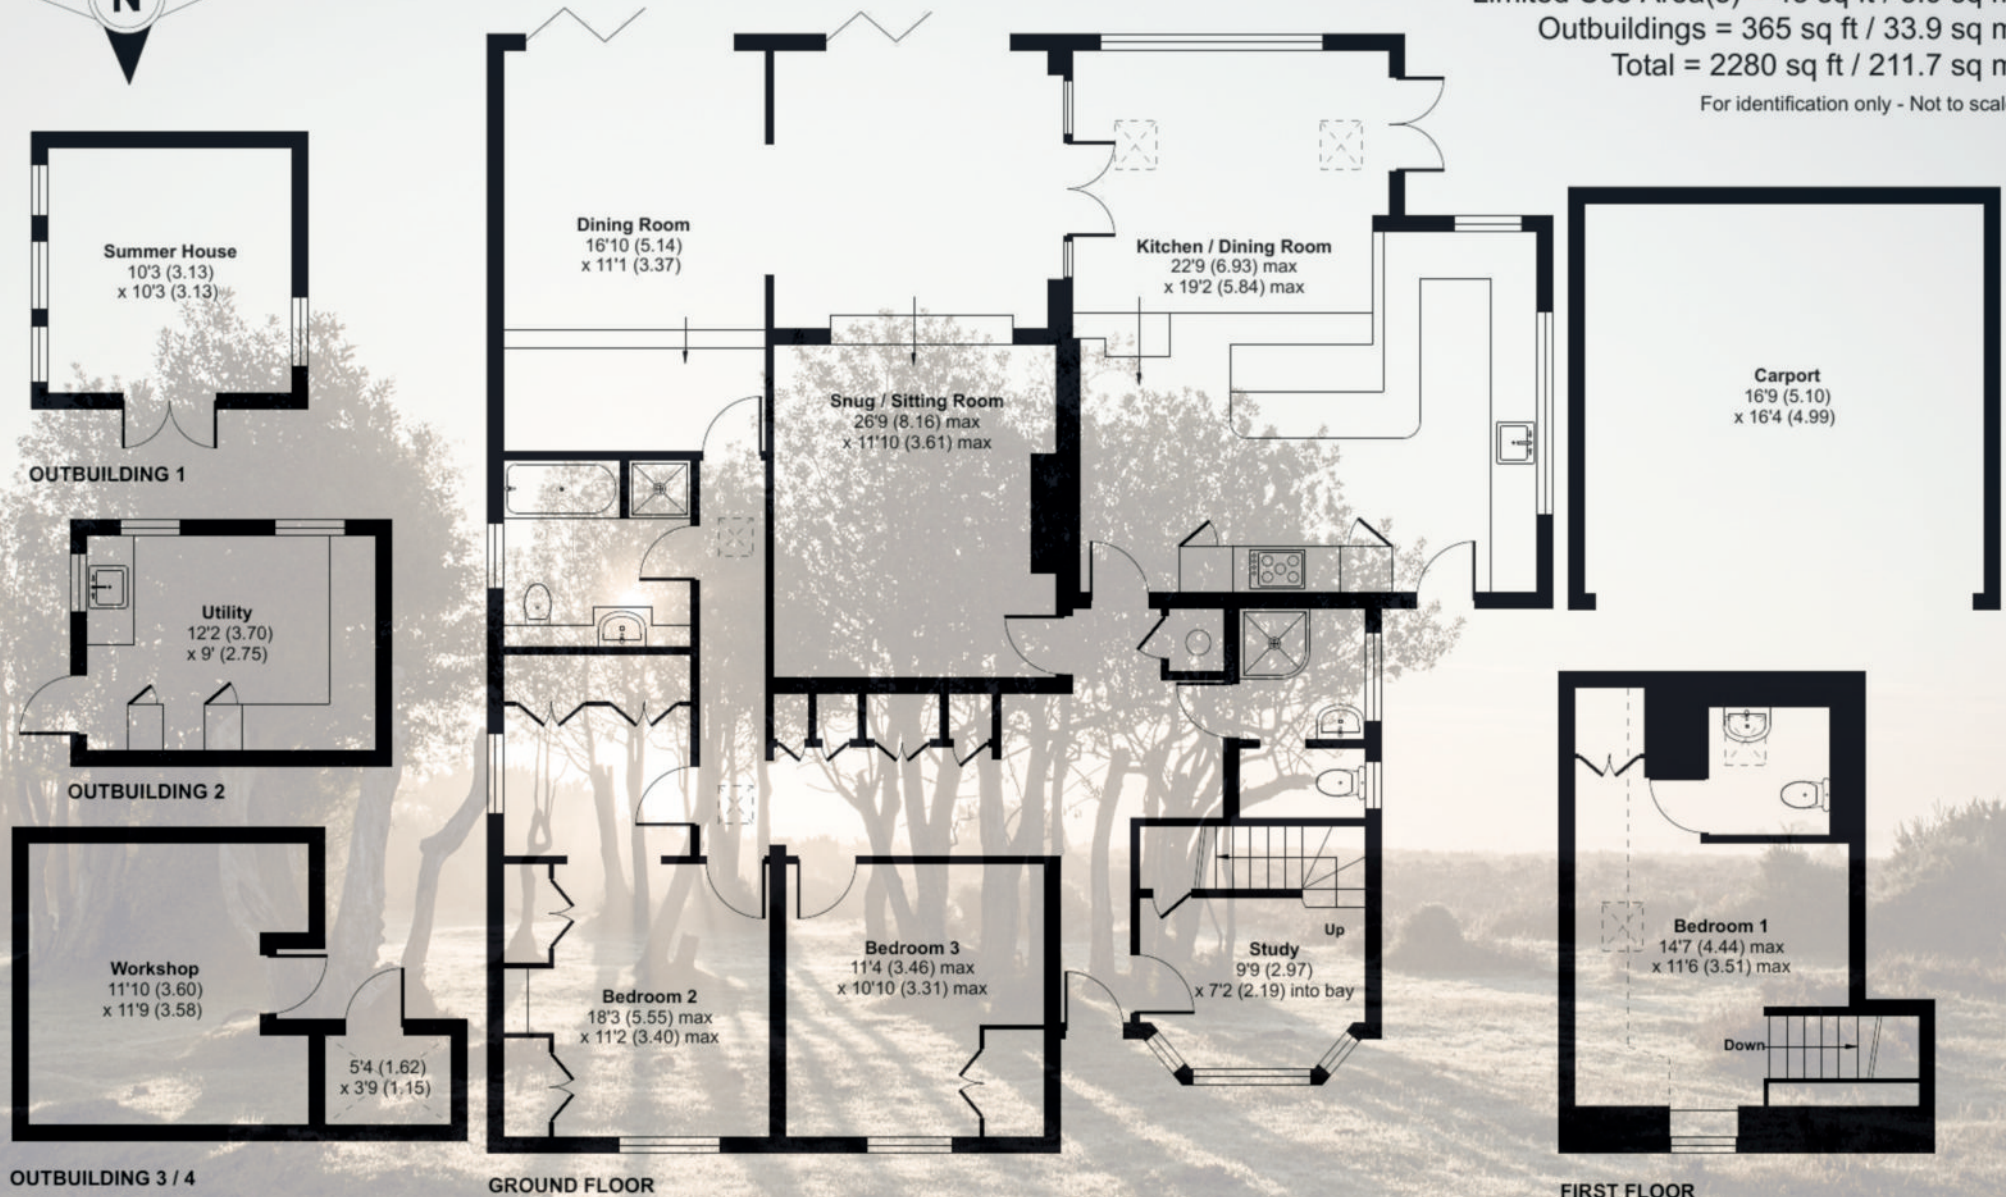 N
Outbuildings = 365 sq ft / 33.9 sq m
Total = 2280 sq ft / 211.7 sq m
For identification only - Not to scale
Summer House
10'3 (3.13)
x 10'3 (3.13)
OUTBUILDING 1
Utility
12'2 (3.70)
x 9' (2.75)
OUTBUILDING 2
Workshop
11'10 (3.60)
x 11'9 (3.58)
5'4 (1.62)
x 3'9 (1.15)
OUTBUILDING 3 / 4
Dining Room
16'10 (5.14)
x 11'1 (3.37)
Kitchen / Dining Room
22'9 (6.93) max
x 19'2 (5.84) max
Snug / Sitting Room
26'9 (8.16) max
x 11'10 (3.61) max
Carport
16'9 (5.10)
x 16'4 (4.99)
Bedroom 2
18'3 (5.55) max
x 11'2 (3.40) max
Bedroom 3
11'4 (3.46) max
x 10'10 (3.31) max
Up
Study
9'9 (2.97)
x 7'2 (2.19) into bay
GROUND FLOOR
Bedroom 1
14'7 (4.44) max
x 11'6 (3.51) max
Down
FIRST FLOOR